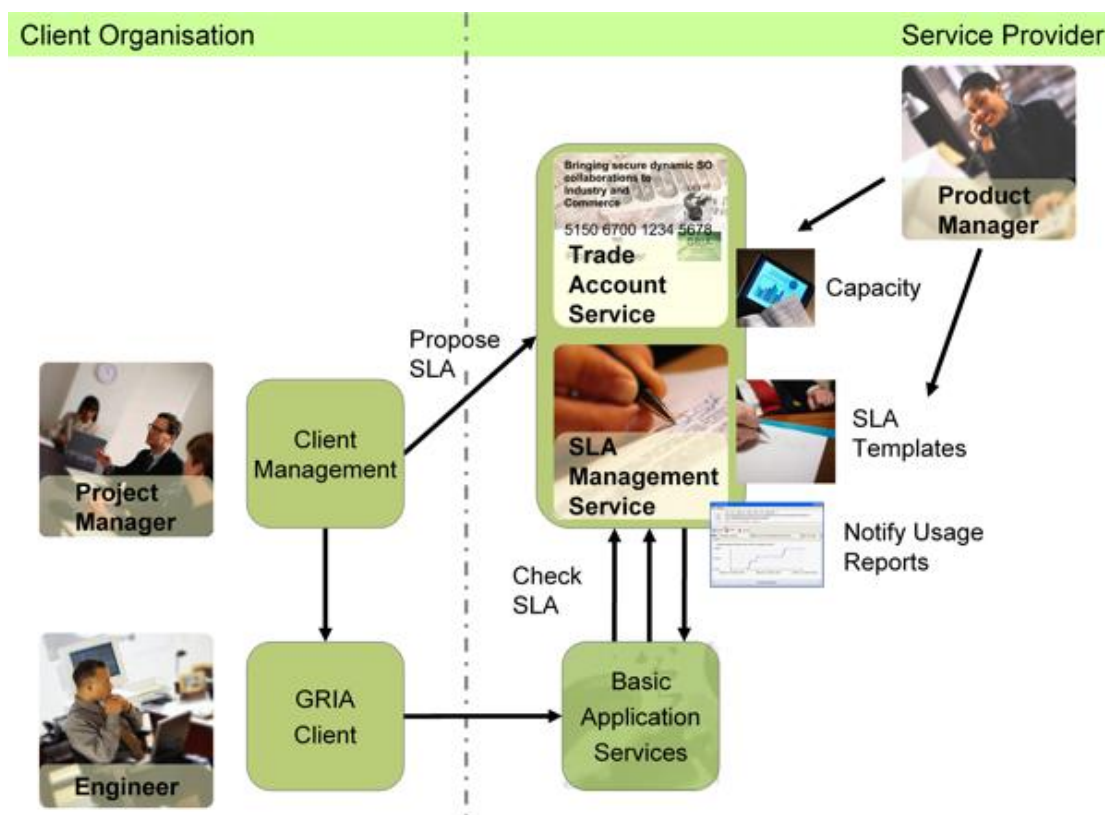 Client Organisation
Service Provider
Product
Manager
Bringing secure dynamic SO
collaborations to
Industry and
Commerce
5150 6700 1234 5678
Trade
Account
Service
Capacity
Propose
SLA
Client
Management
Project
Manager
SLA
Management
Service
SLA
Templates
Notify Usage
Reports
Check
SLA
GRIA
Client
Basic
Application
Services
Engineer